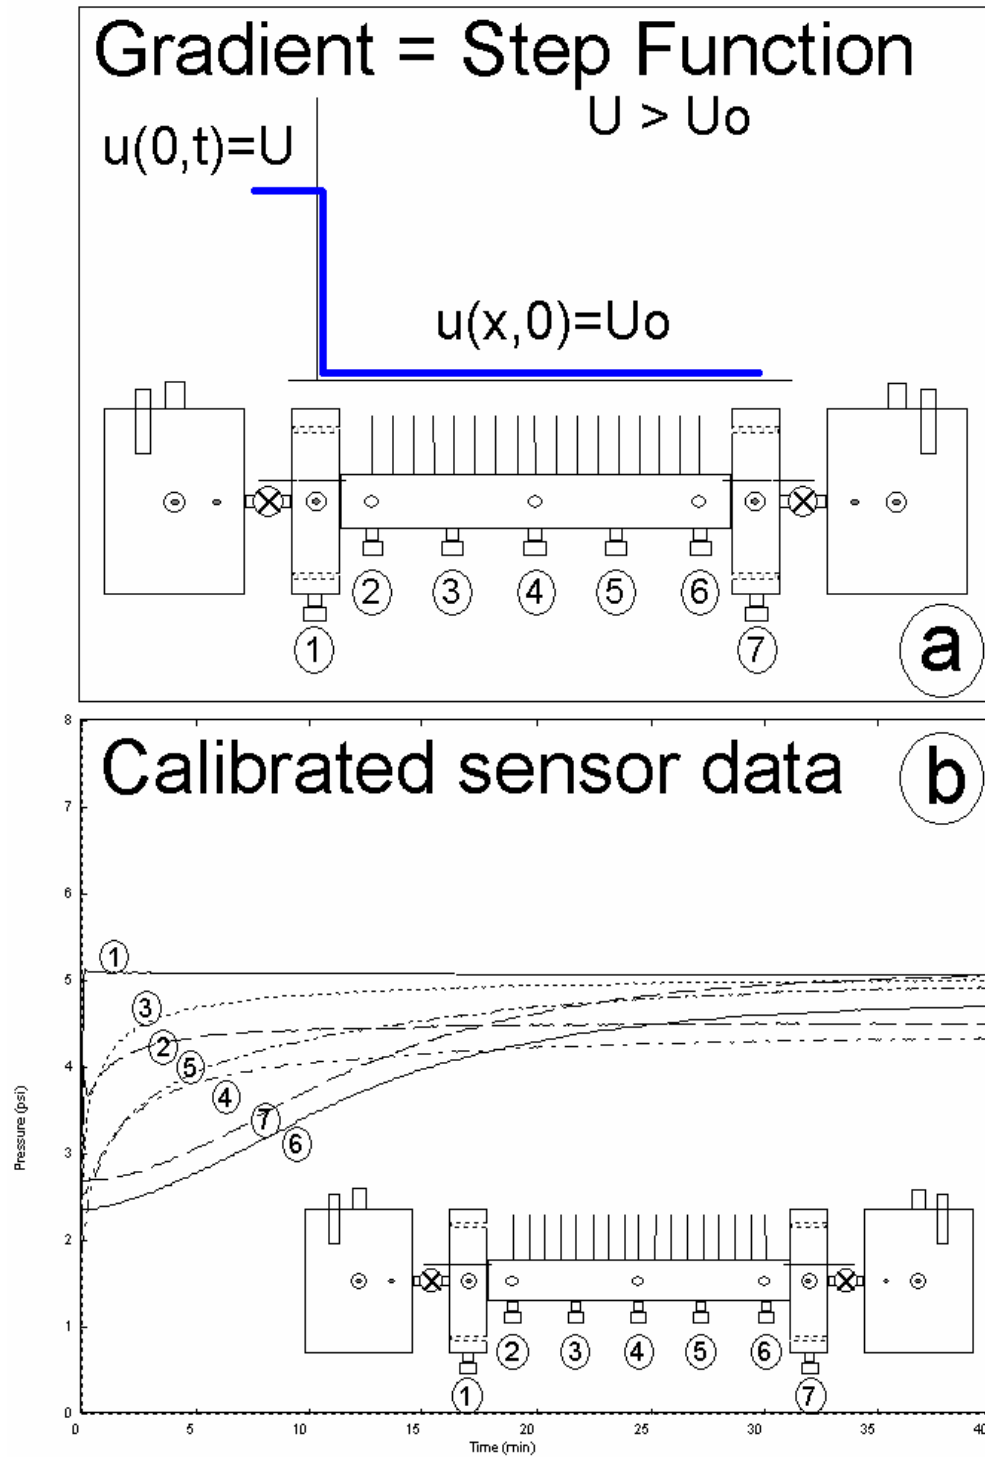 Gradient = Step Function
U > Uo
u(0,t)=U
u(x,0)=Uo
2 3 4 5 6
1 7
a
8
Calibrated sensor data
b
7
6
1
5
3
2
5
4
4
7
6
3
2
1
2 3 4 5 6
1 7
0
Pressure (psi)
0 5 10 15 20 25 30 35 40
Time (min)